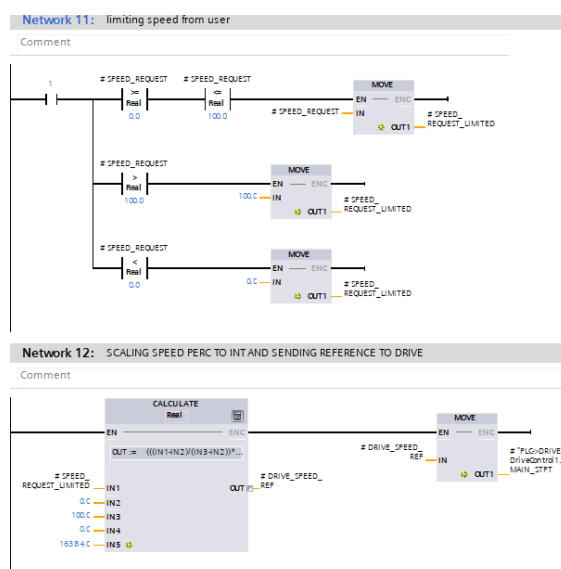 Network 11: limiting speed from user
Comment
1
# SPEED_REQUEST
>=
Real
0.0
# SPEED_REQUEST
<=
Real
100.0
MOVE
EN ENO
# SPEED_REQUEST IN
OUT1
# SPEED_
REQUEST_LIMITED
# SPEED_REQUEST
>
Real
100.0
MOVE
EN ENO
100.0 IN
OUT1
# SPEED_
REQUEST_LIMITED
# SPEED_REQUEST
<
Real
0.0
MOVE
EN ENO
0.0 IN
OUT1
# SPEED_
REQUEST_LIMITED
Network 12: SCALING SPEED PERC TO INT AND SENDING REFERENCE TO DRIVE
Comment
CALCULATE
Real
EN ENO
OUT := (((IN1-IN2)/(IN3-IN2))*...
# SPEED_
REQUEST_LIMITED IN1
0.0 IN2
100.0 IN3
0.0 IN4
16384.0 IN5
OUT
# DRIVE_SPEED_
REF
MOVE
EN ENO
# DRIVE_SPEED_
REF IN
OUT1
# "PLG>DRIVE
DriveControl1.
MAIN_STPT